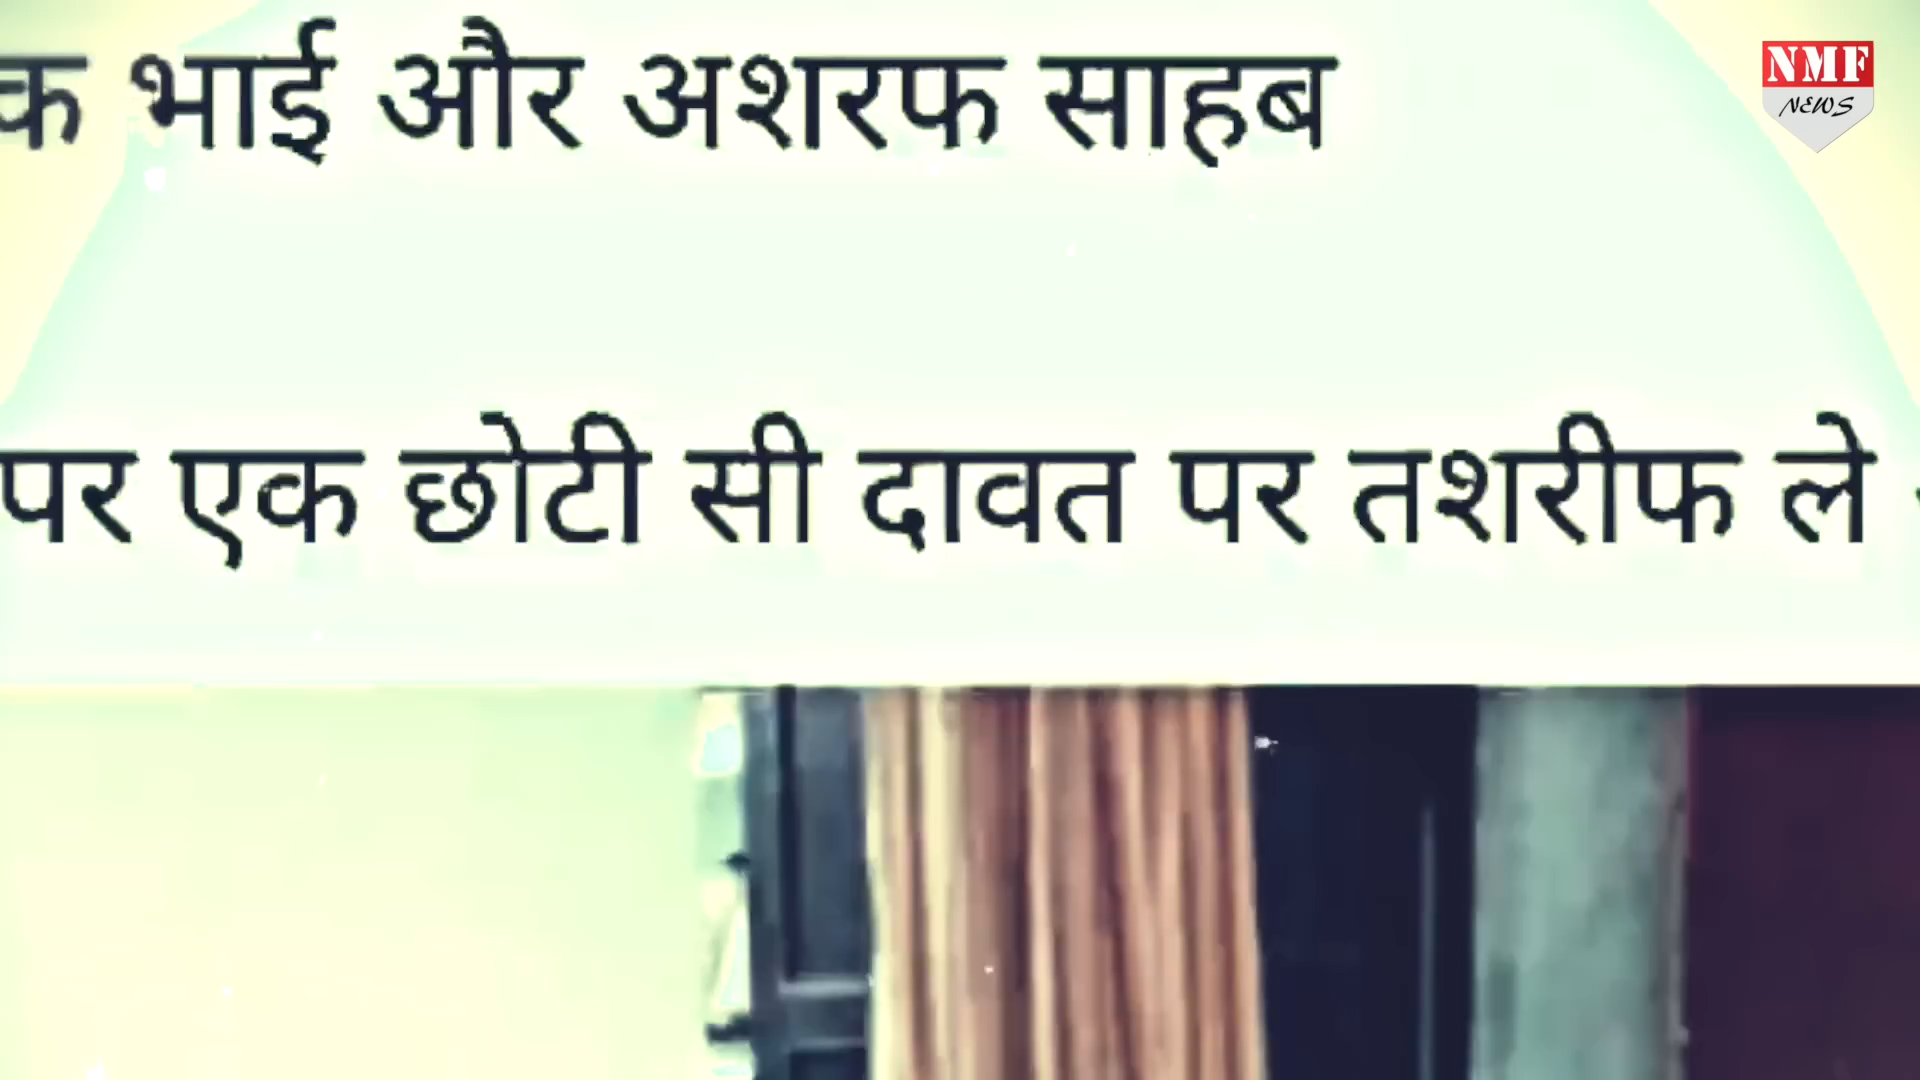 क भाई और अशरफ साहब
पर एक छोटी सी दावत पर तशरीफ ले
NMF
NEWS